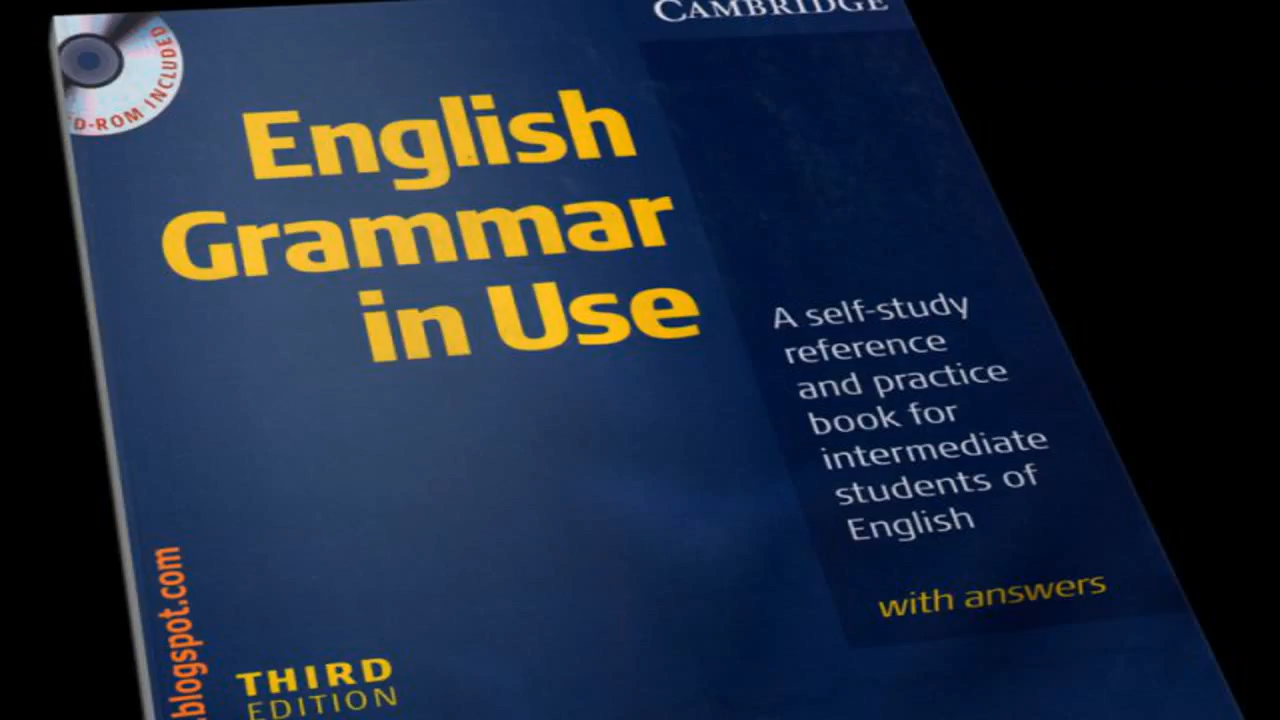 CAMBRIDGE
D-ROM INCLUDED
English
Grammar
in Use
A self-study
reference
and practice
book for
intermediate
students of
English
with answers
.blogspot.com
THIRD
EDITION